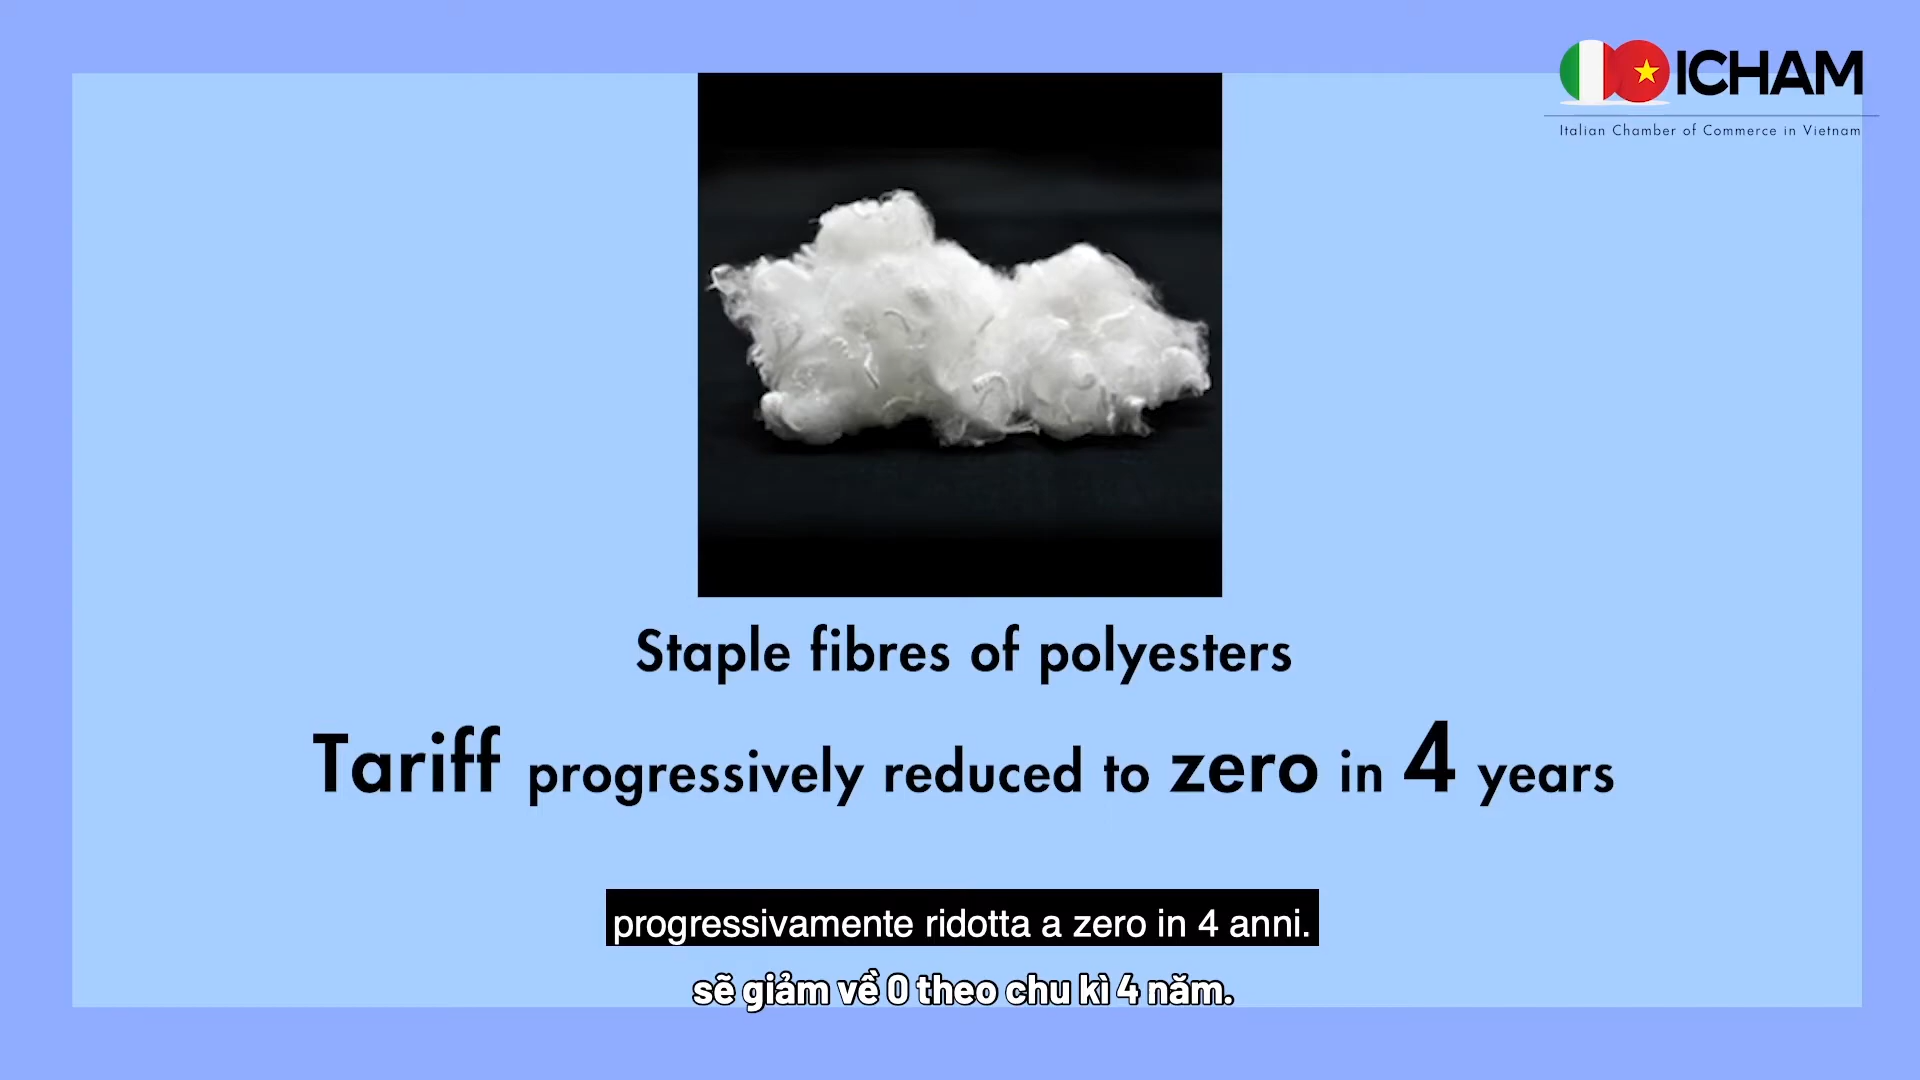 ICHAM
Italian Chamber of Commerce in Vietnam
Staple fibres of polyesters
Tariff progressively reduced to zero in 4 years
progressivamente ridotta a zero in 4 anni.
sẽ giảm về 0 theo chu kì 4 năm.